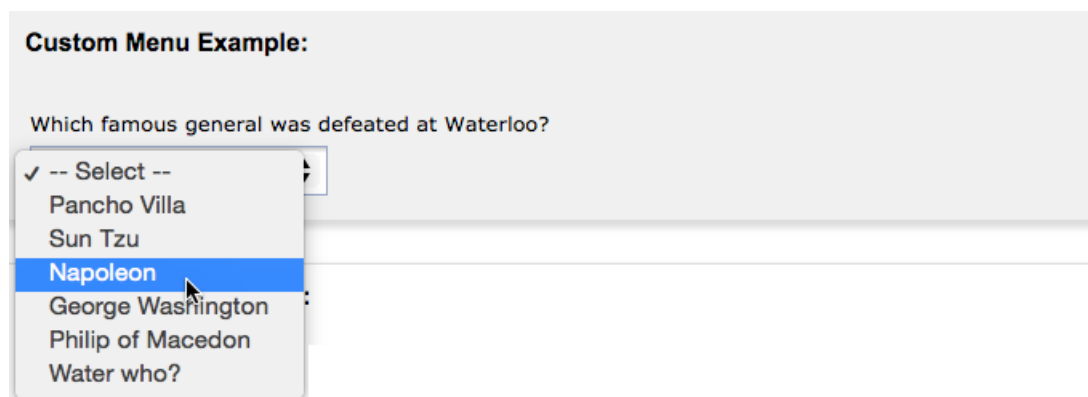 Custom Menu Example:
Which famous general was defeated at Waterloo?
✓ -- Select --
Pancho Villa
Sun Tzu
Napoleon
George Washington
Philip of Macedon
Water who?